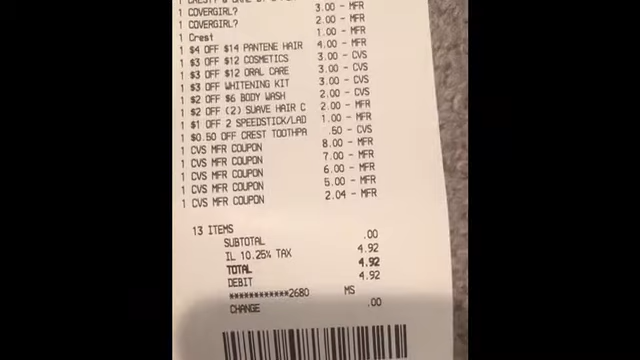 1 COVERGIRL? 3.00 - MFR
1 COVERGIRL? 2.00 - MFR
1 Crest 1.00 - MFR
1 $4 OFF $14 PANTENE HAIR 4.00 - MFR
1 $3 OFF $12 COSMETICS 3.00 - CVS
1 $3 OFF $12 ORAL CARE 3.00 - CVS
1 $3 OFF WHITENING KIT 3.00 - CVS
1 $2 OFF $6 BODY WASH 2.00 - CVS
1 $2 OFF (2) SUAVE HAIR C 2.00 - MFR
1 $1 OFF 2 SPEEDSTICK/LAD 1.00 - MFR
1 $0.50 OFF CREST TOOTHPA .50 - CVS
1 CVS MFR COUPON 8.00 - MFR
1 CVS MFR COUPON 7.00 - MFR
1 CVS MFR COUPON 6.00 - MFR
1 CVS MFR COUPON 5.00 - MFR
1 CVS MFR COUPON 2.04 - MFR
13 ITEMS
SUBTOTAL .00
IL 10.25% TAX 4.92
TOTAL 4.92
DEBIT 4.92
************2680 MS
CHANGE .00